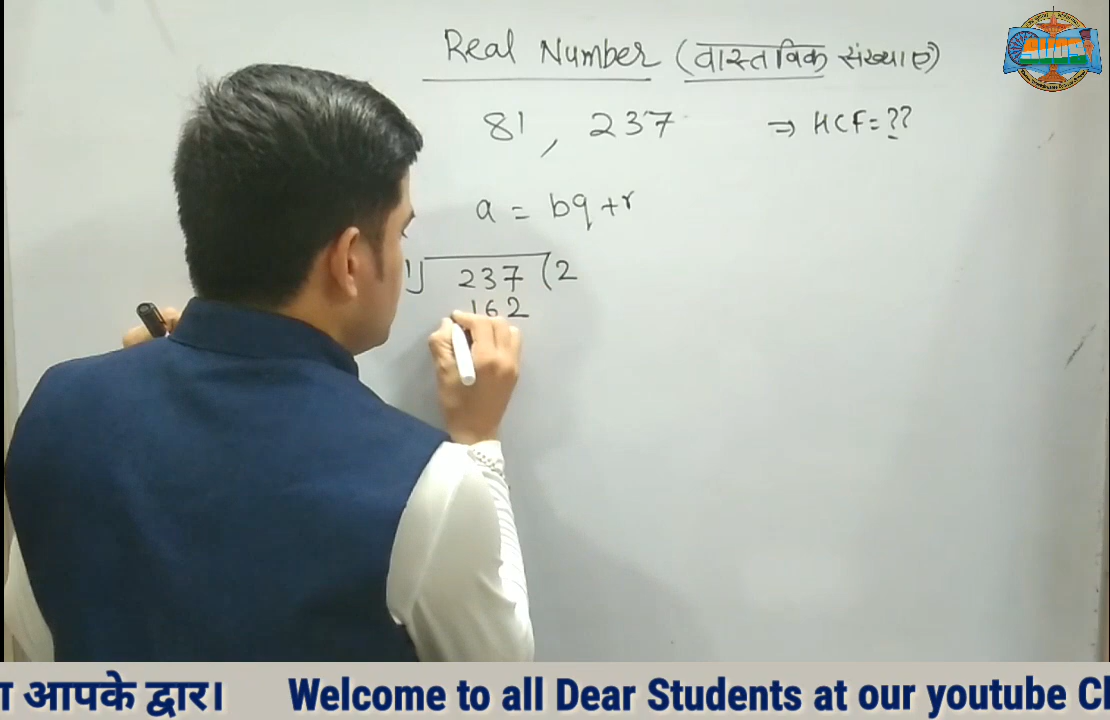 Real Number (वास्तविक संख्याएँ)
81 , 237 ⇒ HCF = ??
a = bq + r
237 (2
162
आपके द्वार। Welcome to all Dear Students at our youtube